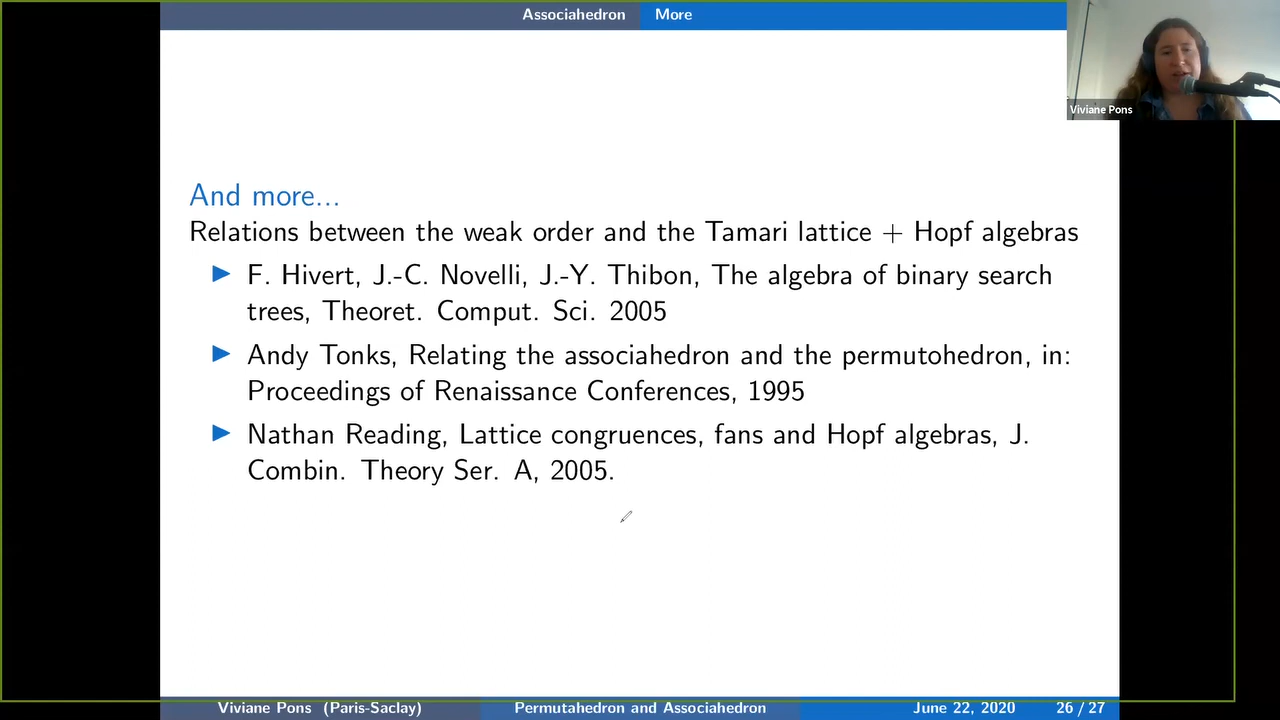 Associahedron More
Viviane Pons
And more...
Relations between the weak order and the Tamari lattice + Hopf algebras
F. Hivert, J.-C. Novelli, J.-Y. Thibon, The algebra of binary search
trees, Theoret. Comput. Sci. 2005
Andy Tonks, Relating the associahedron and the permutohedron, in:
Proceedings of Renaissance Conferences, 1995
Nathan Reading, Lattice congruences, fans and Hopf algebras, J.
Combin. Theory Ser. A, 2005.
Viviane Pons (Paris-Saclay) Permutahedron and Associahedron June 22, 2020 26 / 27